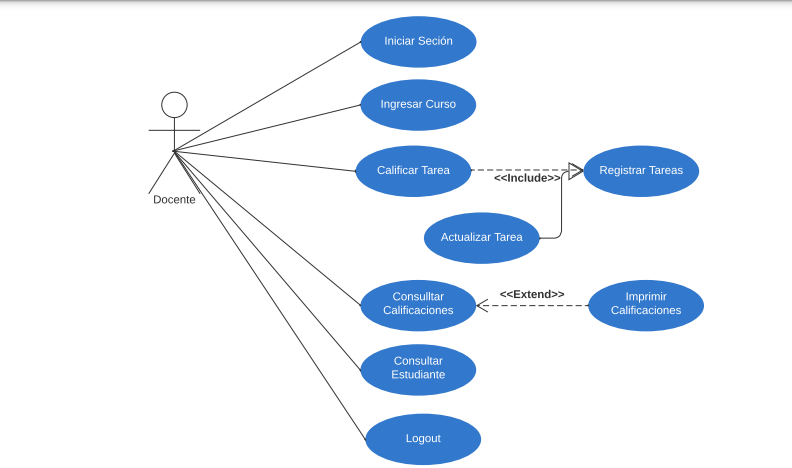 Iniciar Seción
Ingresar Curso
Calificar Tarea
<<Include>>
Registrar Tareas
Docente
Actualizar Tarea
Consulltar
Calificaciones
<<Extend>>
Imprimir
Calificaciones
Consultar
Estudiante
Logout